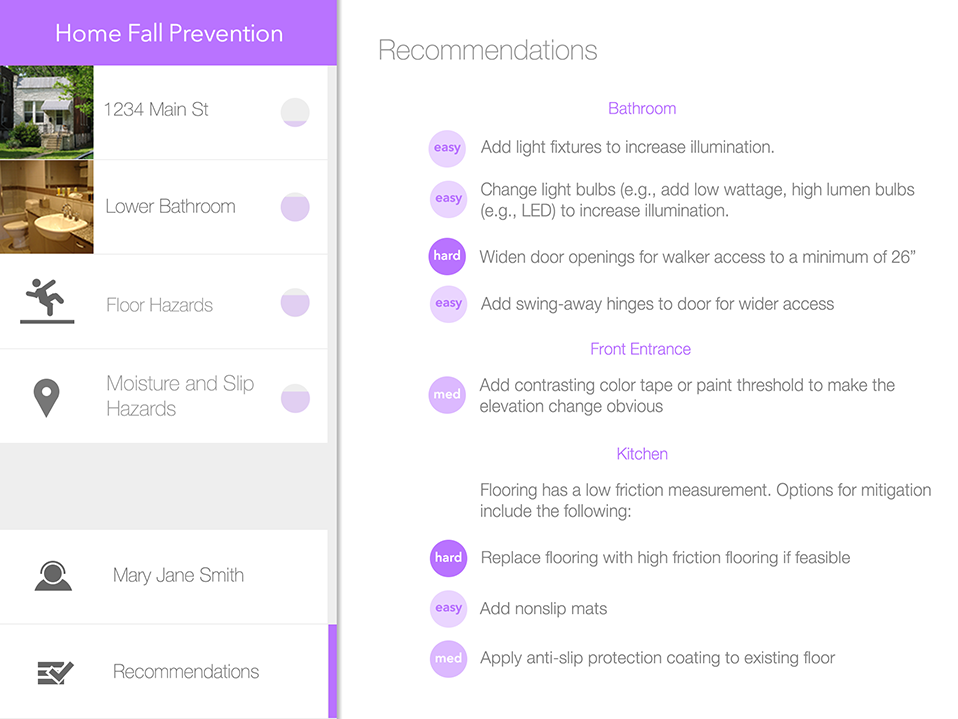 Home Fall Prevention
1234 Main St
Lower Bathroom
Floor Hazards
Moisture and Slip
Hazards
Mary Jane Smith
Recommendations
Recommendations
Bathroom
easy Add light fixtures to increase illumination.
easy Change light bulbs (e.g., add low wattage, high lumen bulbs
(e.g., LED) to increase illumination.
hard Widen door openings for walker access to a minimum of 26”
easy Add swing-away hinges to door for wider access
Front Entrance
med Add contrasting color tape or paint threshold to make the
elevation change obvious
Kitchen
Flooring has a low friction measurement. Options for mitigation
include the following:
hard Replace flooring with high friction flooring if feasible
easy Add nonslip mats
med Apply anti-slip protection coating to existing floor